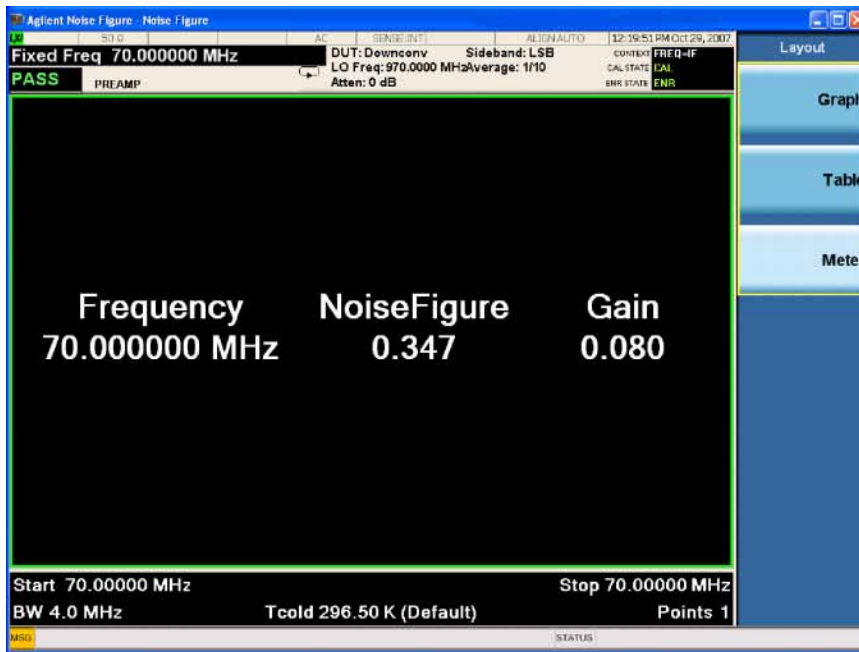 Agilent Noise Figure - Noise Figure
50 Ω AC SENSE:INT ALIGN AUTO 12:19:51 PM Oct 29, 2007
Fixed Freq 70.000000 MHz
PASS PREAMP
DUT: Downconv Sideband: LSB
LO Freq: 970.0000 MHz Average: 1/10
Atten: 0 dB
CONTEXT FREQ=IF
CAL STATE CAL
ENR STATE ENR
Layout
Graph
Table
Mete
Frequency NoiseFigure Gain
70.000000 MHz 0.347 0.080
Start 70.00000 MHz Stop 70.00000 MHz
BW 4.0 MHz Tcold 296.50 K (Default) Points 1
MSG STATUS